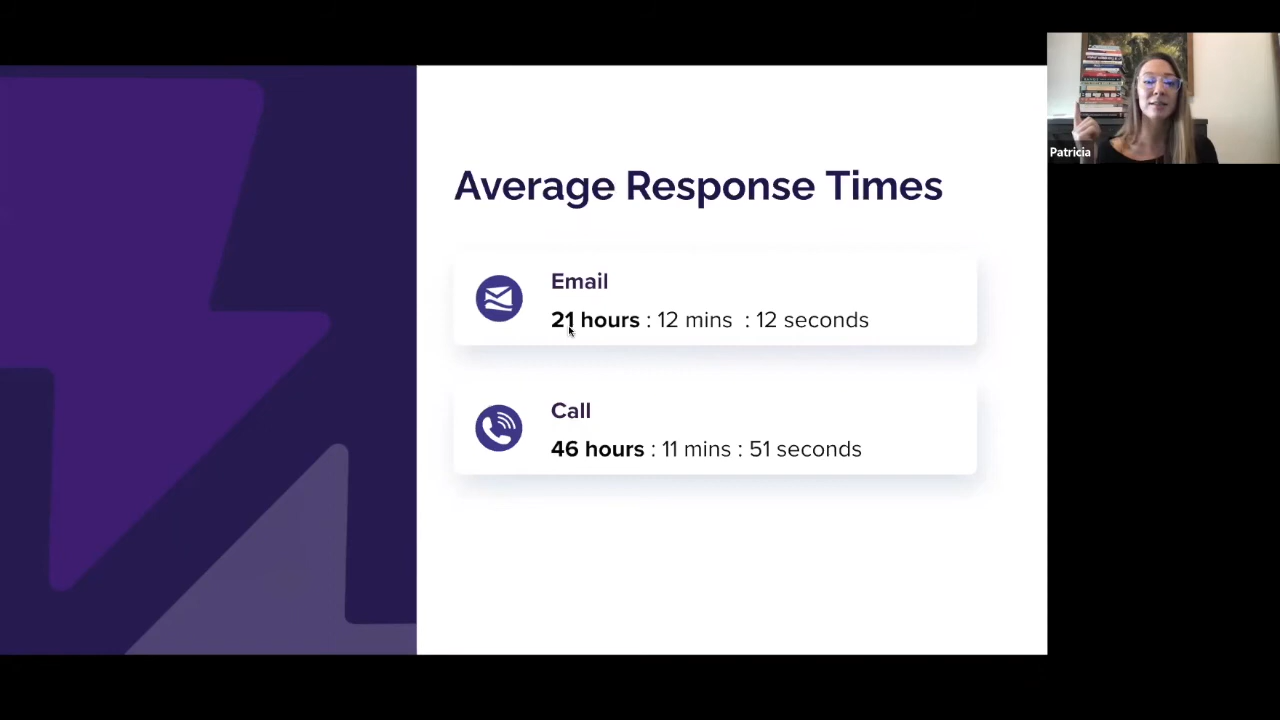 Average Response Times
Email
21 hours : 12 mins : 12 seconds
Call
46 hours : 11 mins : 51 seconds
Patricia